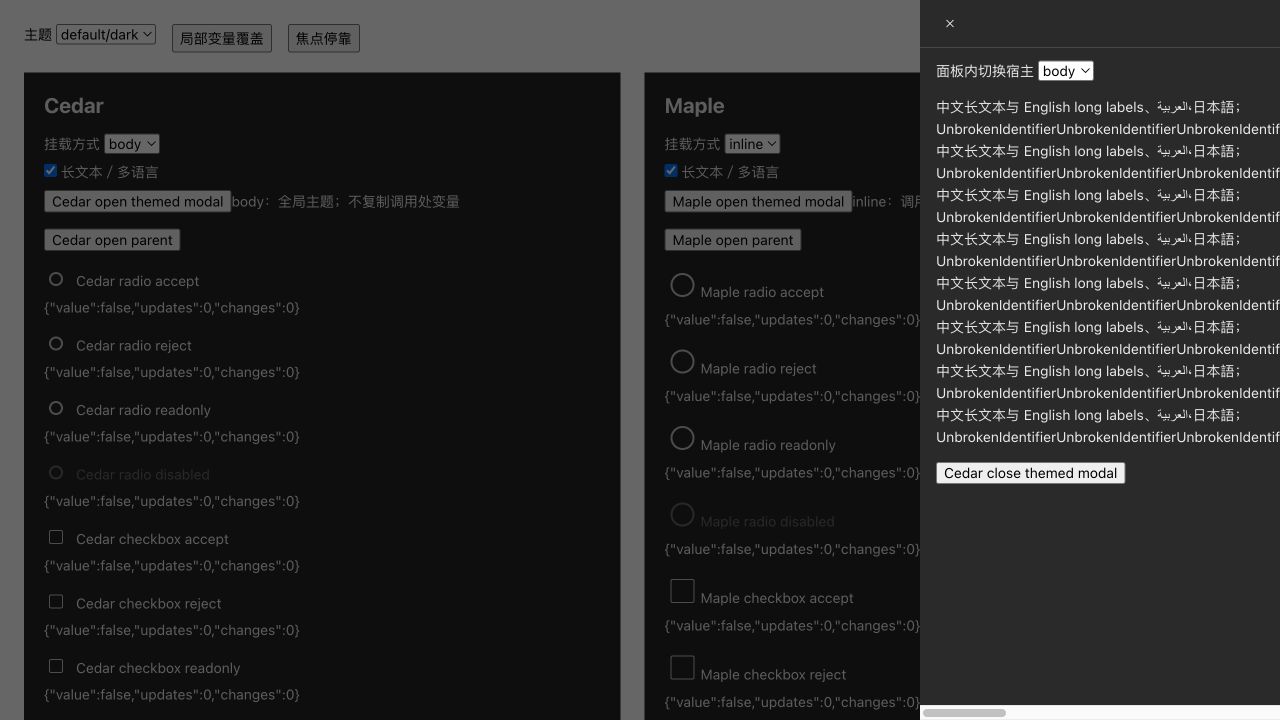 主题 default/dark 局部变量覆盖 焦点停靠
Cedar
挂载方式 body
长文本 / 多语言
Cedar open themed modal body：全局主题；不复制调用处变量
Cedar open parent
Cedar radio accept
{"value":false,"updates":0,"changes":0}
Cedar radio reject
{"value":false,"updates":0,"changes":0}
Cedar radio readonly
{"value":false,"updates":0,"changes":0}
Cedar radio disabled
{"value":false,"updates":0,"changes":0}
Cedar checkbox accept
{"value":false,"updates":0,"changes":0}
Cedar checkbox reject
{"value":false,"updates":0,"changes":0}
Cedar checkbox readonly
{"value":false,"updates":0,"changes":0}
Maple
挂载方式 inline
长文本 / 多语言
Maple open themed modal inline：调用
Maple open parent
Maple radio accept
{"value":false,"updates":0,"changes":0}
Maple radio reject
{"value":false,"updates":0,"changes":0}
Maple radio readonly
{"value":false,"updates":0,"changes":0}
Maple radio disabled
{"value":false,"updates":0,"changes":0}
Maple checkbox accept
{"value":false,"updates":0,"changes":0}
Maple checkbox reject
{"value":false,"updates":0,"changes":0}
×
面板内切换宿主 body
中文长文本与 English long labels、العربية،日本語；
UnbrokenIdentifierUnbrokenIdentifierUnbrokenIdentif
中文长文本与 English long labels、العربية،日本語；
UnbrokenIdentifierUnbrokenIdentifierUnbrokenIdentif
中文长文本与 English long labels、العربية،日本語；
UnbrokenIdentifierUnbrokenIdentifierUnbrokenIdentif
中文长文本与 English long labels、العربية،日本語；
UnbrokenIdentifierUnbrokenIdentifierUnbrokenIdentif
中文长文本与 English long labels、العربية،日本語；
UnbrokenIdentifierUnbrokenIdentifierUnbrokenIdentif
中文长文本与 English long labels、العربية،日本語；
UnbrokenIdentifierUnbrokenIdentifierUnbrokenIdentif
中文长文本与 English long labels、العربية،日本語；
UnbrokenIdentifierUnbrokenIdentifierUnbrokenIdentif
中文长文本与 English long labels、العربية،日本語；
UnbrokenIdentifierUnbrokenIdentifierUnbrokenIdentif
Cedar close themed modal